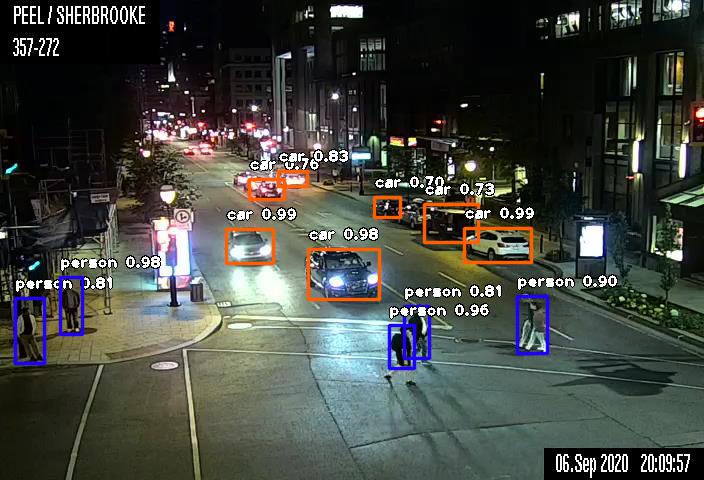 PEEL / SHERBROOKE
357-272
car 0.76
car 0.83
car 0.70
car 0.73
car 0.99
car 0.99
car 0.98
person 0.98
person 0.81
person 0.90
person 0.81
person 0.96
06.Sep 2020 20:09:57